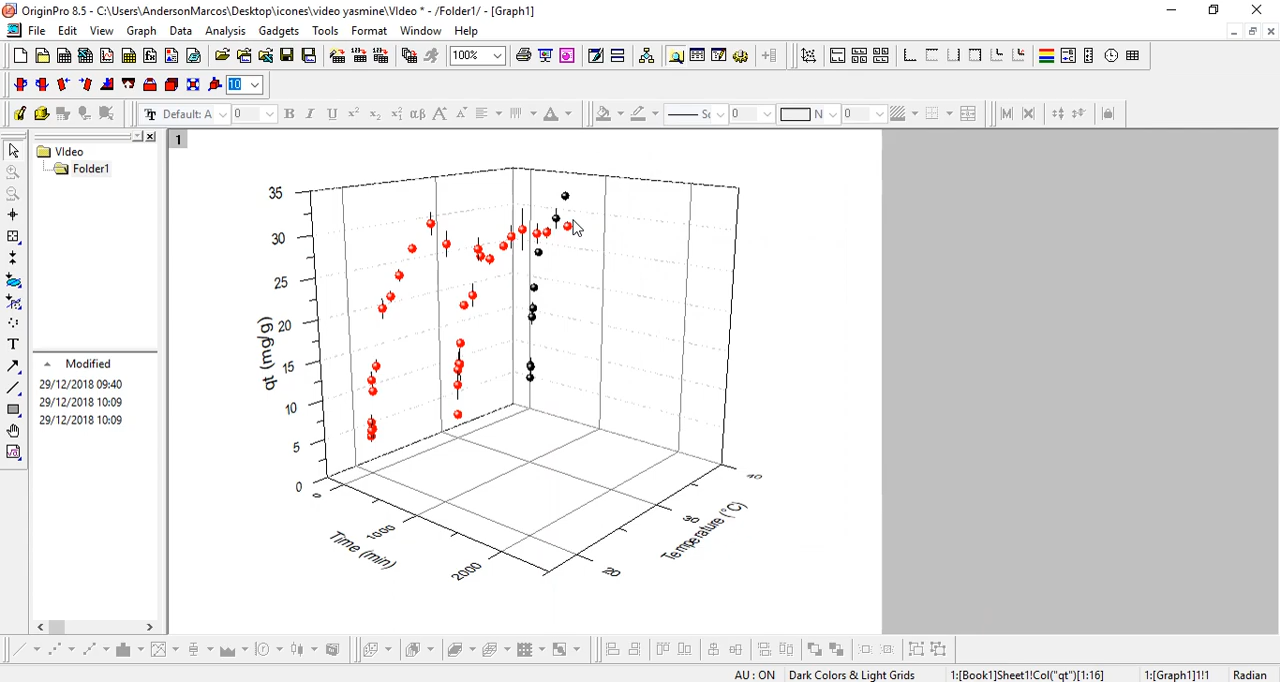 OriginPro 8.5 - C:\Users\AndersonMarcos\Desktop\icones\video yasmine\VIdeo * - /Folder1/ - [Graph1]
File Edit View Graph Data Analysis Gadgets Tools Format Window Help
100%
10
Default: A 0 B I U αβ A A A 0 N 0
VIdeo
Folder1
1
Modified
29/12/2018 09:40
29/12/2018 10:09
29/12/2018 10:09
35
30
25
20
15
10
5
0
qt (mg/g)
0
1000
2000
Time (min)
20
30
40
Temperature (°C)
AU : ON Dark Colors & Light Grids 1:[Book1]Sheet1!Col("qt")[1:16] 1:[Graph1]1!1 Radian